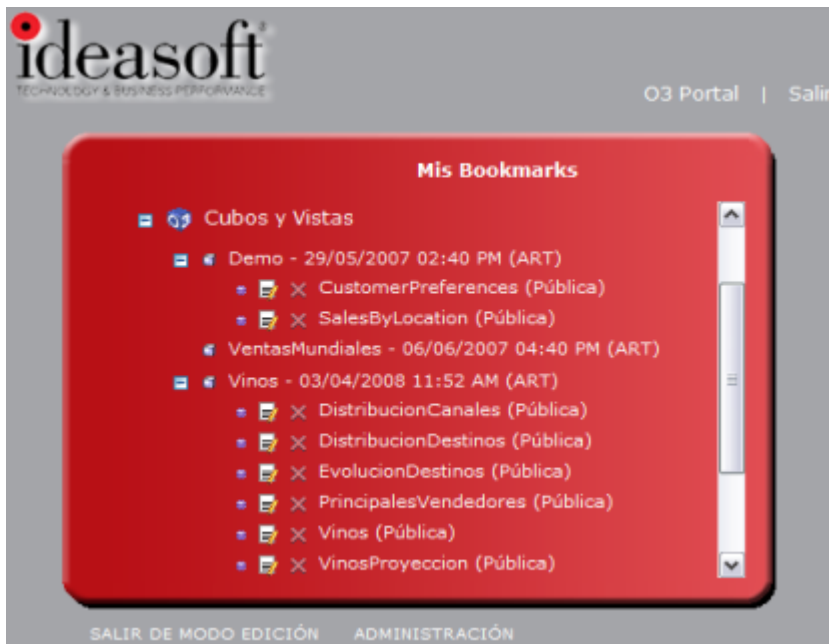 ideasoft
TECHNOLOGY & BUSINESS PERFORMANCE
O3 Portal | Salir
Mis Bookmarks
Cubos y Vistas
Demo - 29/05/2007 02:40 PM (ART)
CustomerPreferences (Pública)
SalesByLocation (Pública)
VentasMundiales - 06/06/2007 04:40 PM (ART)
Vinos - 03/04/2008 11:52 AM (ART)
DistribucionCanales (Pública)
DistribucionDestinos (Pública)
EvolucionDestinos (Pública)
PrincipalesVendedores (Pública)
Vinos (Pública)
VinosProyeccion (Pública)
SALIR DE MODO EDICIÓN ADMINISTRACIÓN